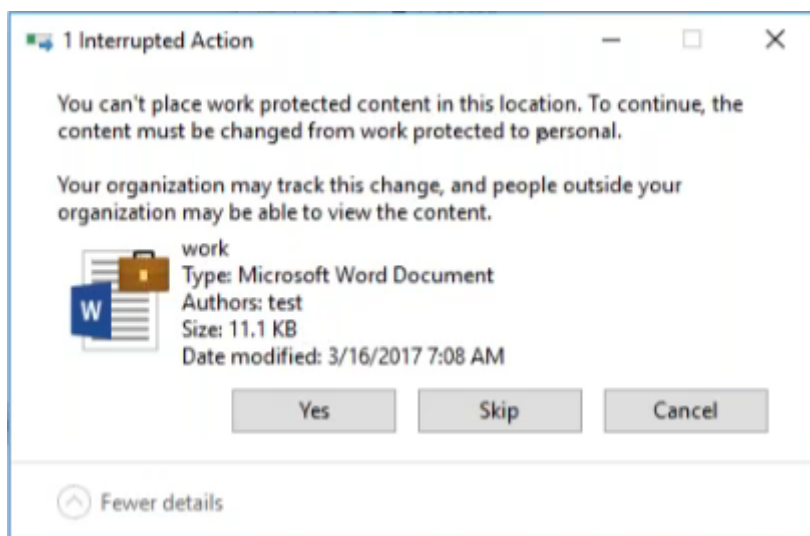 1 Interrupted Action
You can't place work protected content in this location. To continue, the
content must be changed from work protected to personal.
Your organization may track this change, and people outside your
organization may be able to view the content.
work
Type: Microsoft Word Document
W
Authors: test
Size: 11.1 KB
Date modified: 3/16/2017 7:08 AM
Yes
Skip
Cancel
Fewer details